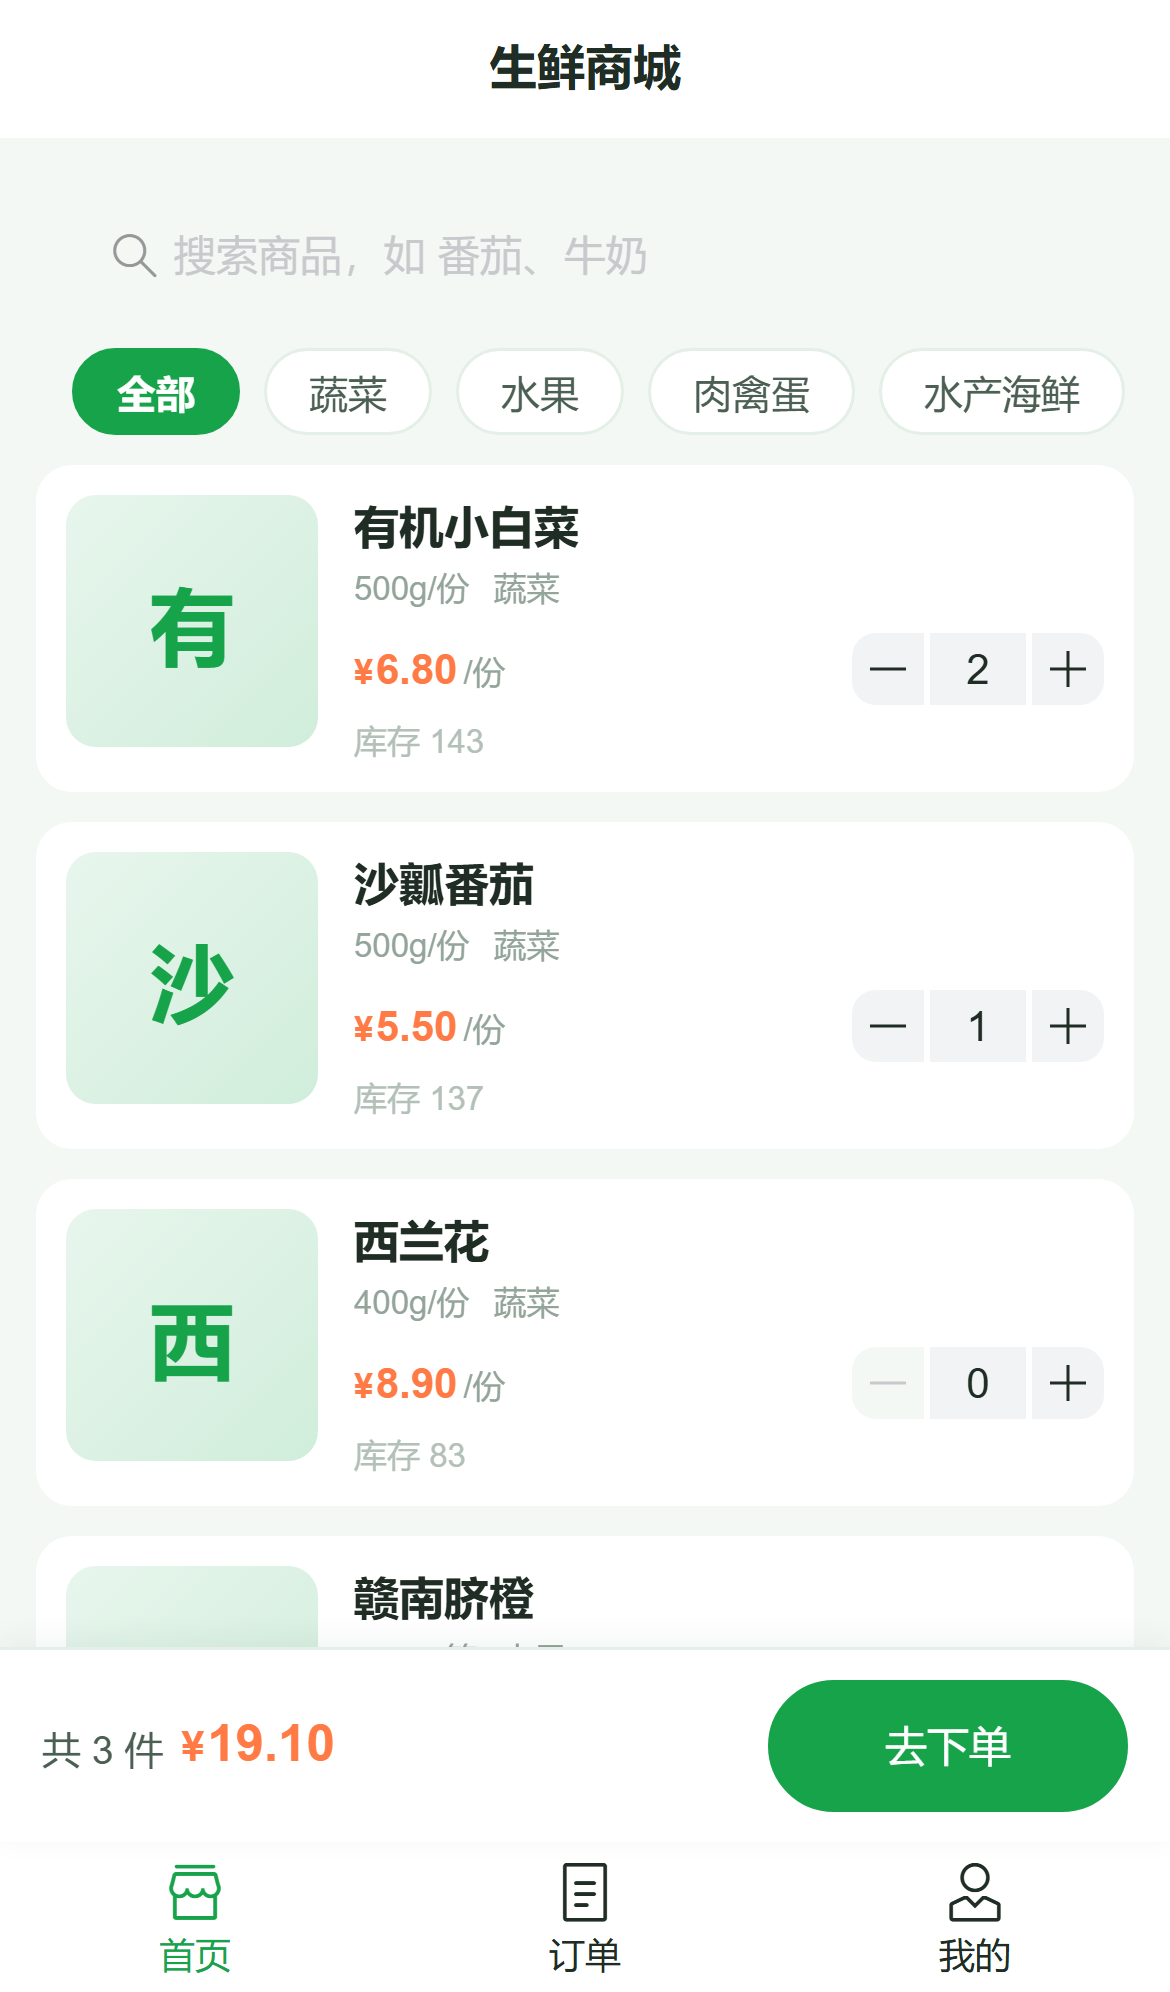 生鲜商城
搜索商品，如 番茄、牛奶
全部 蔬菜 水果 肉禽蛋 水产海鲜
有
有机小白菜
500g/份 蔬菜
¥6.80 /份
2
库存 143
沙
沙瓤番茄
500g/份 蔬菜
¥5.50 /份
1
库存 137
西
西兰花
400g/份 蔬菜
¥8.90 /份
0
库存 83
赣南脐橙
共 3 件 ¥19.10
去下单
首页 订单 我的